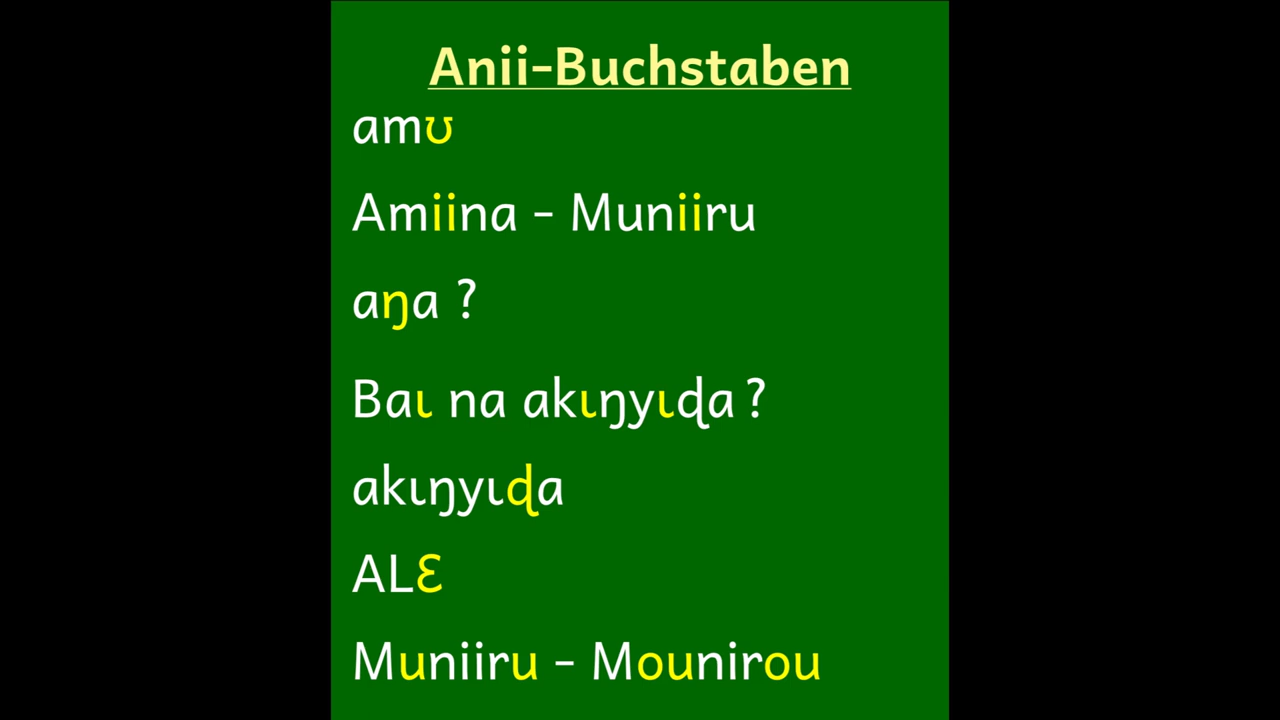 Anii-Buchstaben
amʊ
Amiina - Muniiru
aŋa ?
Baɩ na akɩŋyɩɖa ?
akɩŋyɩɖa
ALƐ
Muniiru - Mounirou